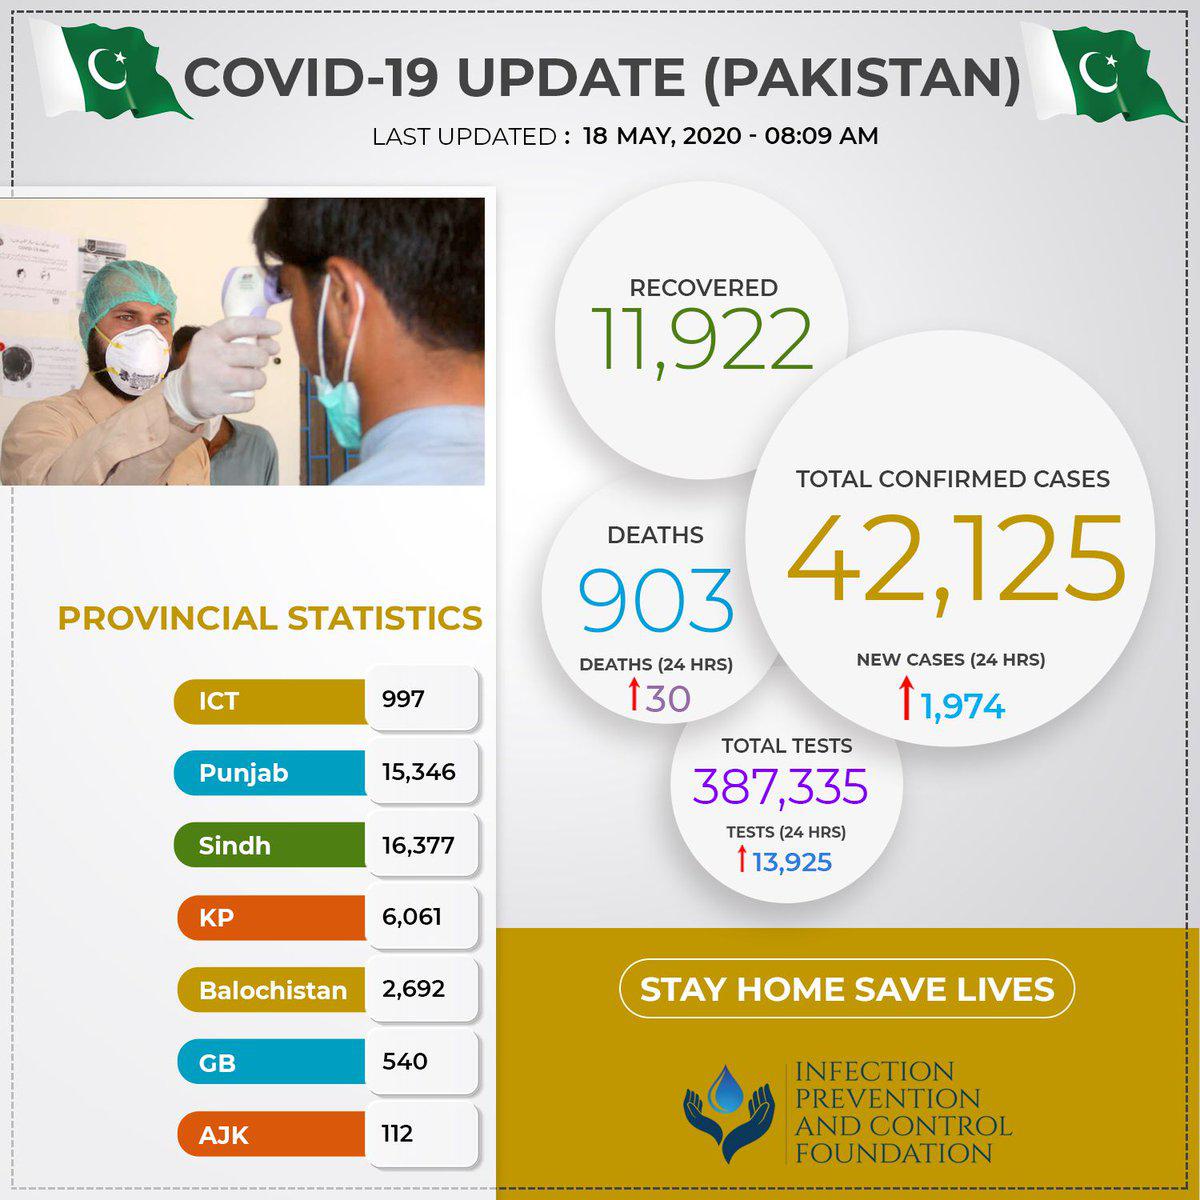 COVID-19 UPDATE (PAKISTAN)
LAST UPDATED : 18 MAY, 2020 - 08:09 AM
RECOVERED
11,922
TOTAL CONFIRMED CASES
42,125
NEW CASES (24 HRS)
1,974
DEATHS
903
DEATHS (24 HRS)
30
TOTAL TESTS
387,335
TESTS (24 HRS)
13,925
PROVINCIAL STATISTICS
ICT 997
Punjab 15,346
Sindh 16,377
KP 6,061
Balochistan 2,692
GB 540
AJK 112
STAY HOME SAVE LIVES
INFECTION
PREVENTION
AND CONTROL
FOUNDATION